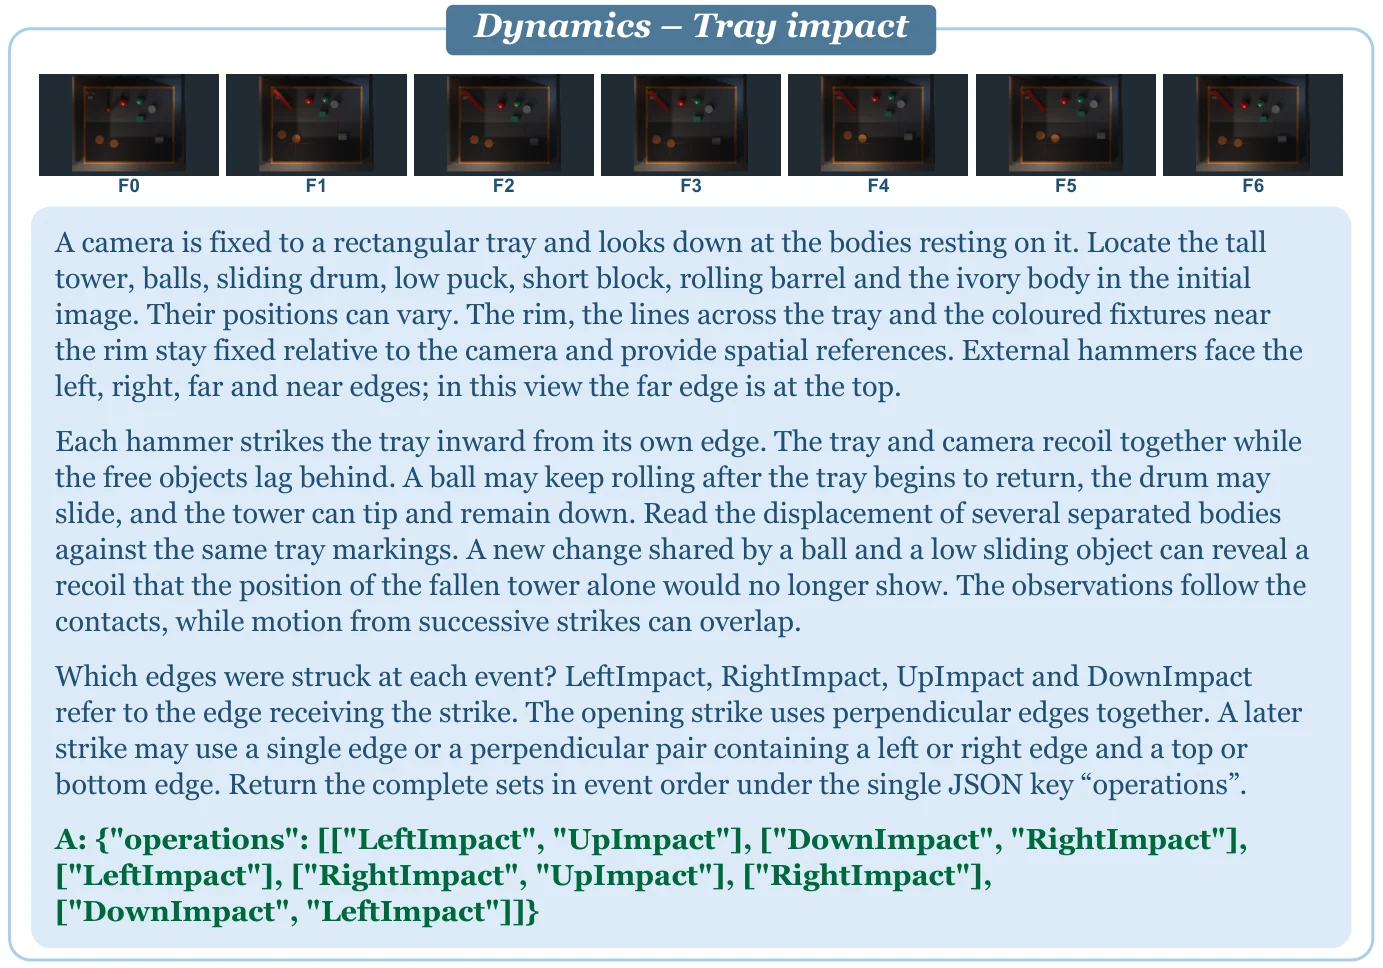 Dynamics – Tray impact
F0 F1 F2 F3 F4 F5 F6
A camera is fixed to a rectangular tray and looks down at the bodies resting on it. Locate the tall
tower, balls, sliding drum, low puck, short block, rolling barrel and the ivory body in the initial
image. Their positions can vary. The rim, the lines across the tray and the coloured fixtures near
the rim stay fixed relative to the camera and provide spatial references. External hammers face the
left, right, far and near edges; in this view the far edge is at the top.
Each hammer strikes the tray inward from its own edge. The tray and camera recoil together while
the free objects lag behind. A ball may keep rolling after the tray begins to return, the drum may
slide, and the tower can tip and remain down. Read the displacement of several separated bodies
against the same tray markings. A new change shared by a ball and a low sliding object can reveal a
recoil that the position of the fallen tower alone would no longer show. The observations follow the
contacts, while motion from successive strikes can overlap.
Which edges were struck at each event? LeftImpact, RightImpact, UpImpact and DownImpact
refer to the edge receiving the strike. The opening strike uses perpendicular edges together. A later
strike may use a single edge or a perpendicular pair containing a left or right edge and a top or
bottom edge. Return the complete sets in event order under the single JSON key “operations”.
A: {"operations": [["LeftImpact", "UpImpact"], ["DownImpact", "RightImpact"],
["LeftImpact"], ["RightImpact", "UpImpact"], ["RightImpact"],
["DownImpact", "LeftImpact"]]}